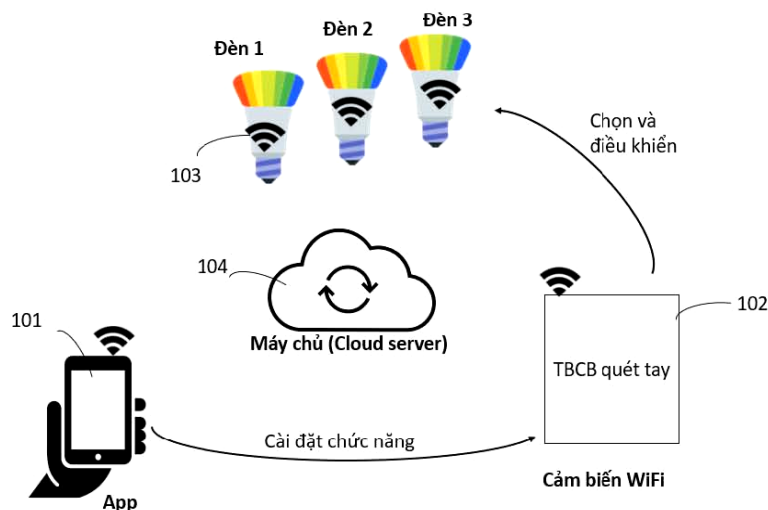 Đèn 1
Đèn 2
Đèn 3
Chọn và
điều khiển
103
104
Máy chủ (Cloud server)
101
102
TBCB quét tay
Cài đặt chức năng
Cảm biến WiFi
App